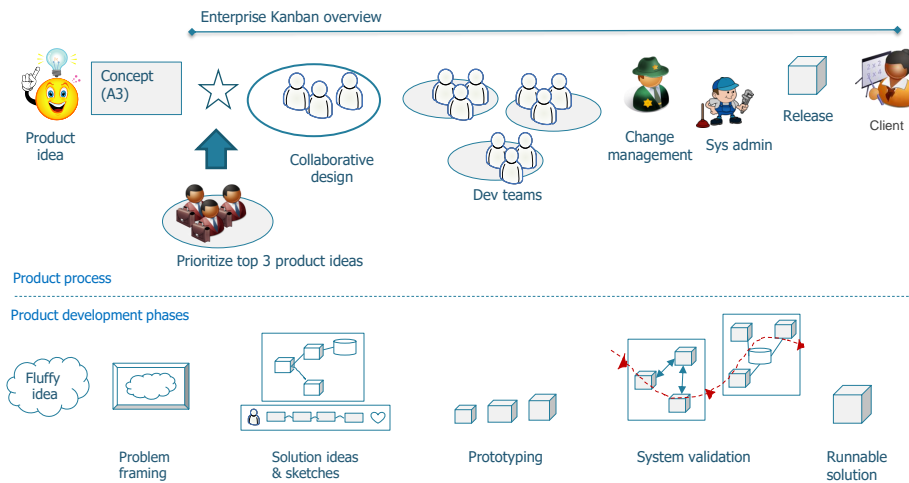 Enterprise Kanban overview
Concept
(A3)
Product
idea
Collaborative
design
Dev teams
Change
management
Sys admin
Release
Client
Prioritize top 3 product ideas
Product process
Product development phases
Fluffy
idea
Problem
framing
Solution ideas
& sketches
Prototyping
System validation
Runnable
solution